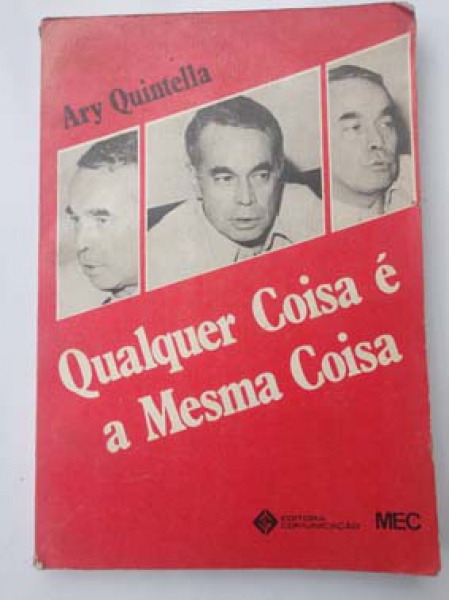 Ary Quintella
Qualquer Coisa é
a Mesma Coisa
EDITORA
COMUNICAÇÃO
MEC